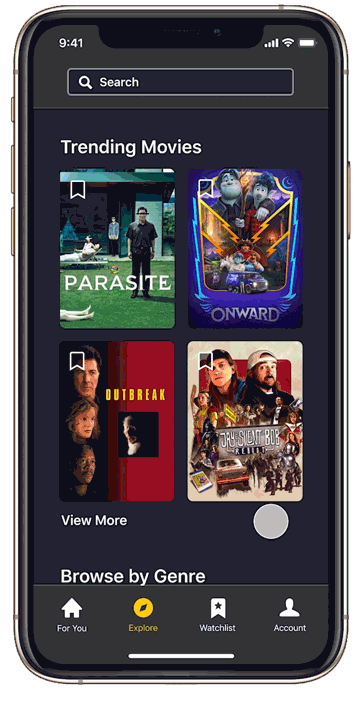 9:41
Search
Trending Movies
PARASITE
ONWARD
OUTBREAK
JAY AND SILENT BOB
REBOOT
View More
Browse by Genre
For You
Explore
Watchlist
Account